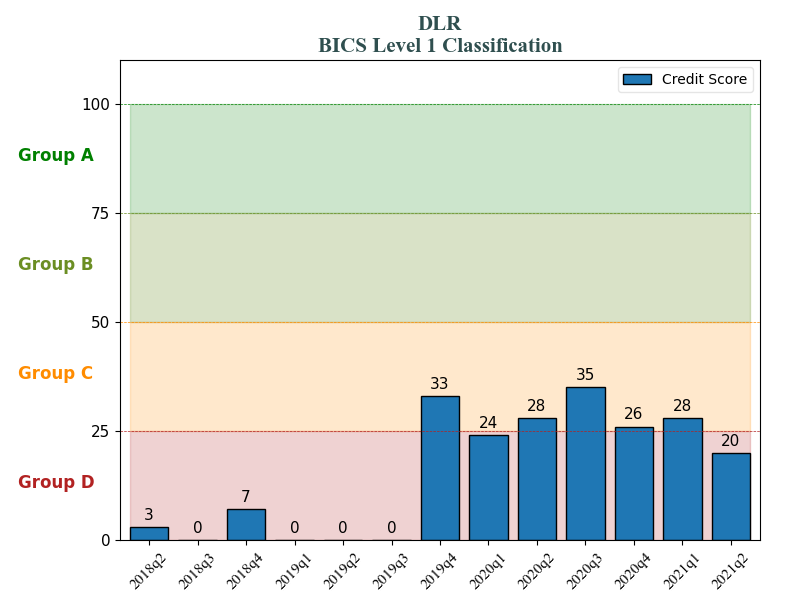 DLR
BICS Level 1 Classification
Credit Score
100
Group A
75
Group B
50
Group C
33
35
28
28
24
26
20
25
Group D
7
3
0
0
0
0
0
2018q2
2018q3
2018q4
2019q1
2019q2
2019q3
2019q4
2020q1
2020q2
2020q3
2020q4
2021q1
2021q2